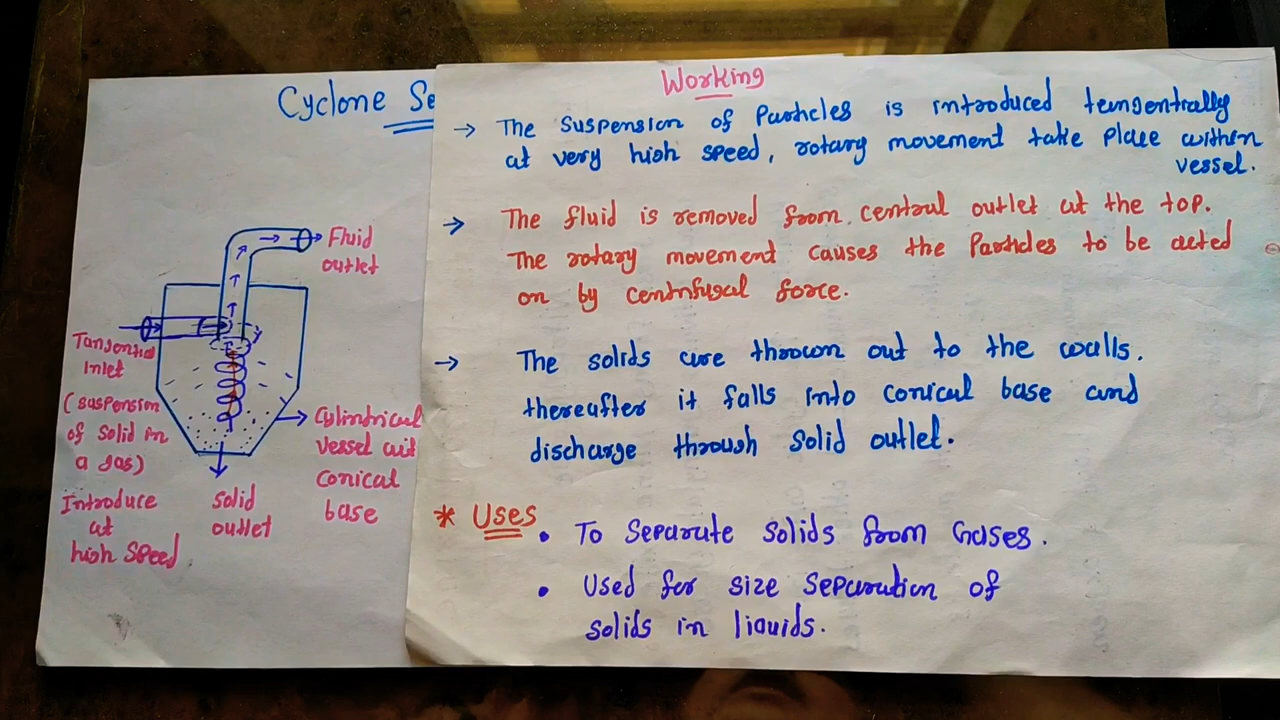 Cyclone Se
Fluid
outlet
Tangential
inlet
(suspension
of solid in
a gas)
Introduce
at
high speed
solid
outlet
Cylindrical
vessel wit
conical
base
Working
→ The suspension of Particles is introduced tangentrally
at very high speed, rotary movement take place within
vessel.
→ The fluid is removed from central outlet at the top.
The rotary movement causes the Particles to be acted
on by centrifugal force.
→ The solids are thrown out to the walls.
thereafter it falls into conical base and
discharge through solid outlet.
* Uses
• To Separate solids from Gases.
• Used for size separation of
solids in liquids.